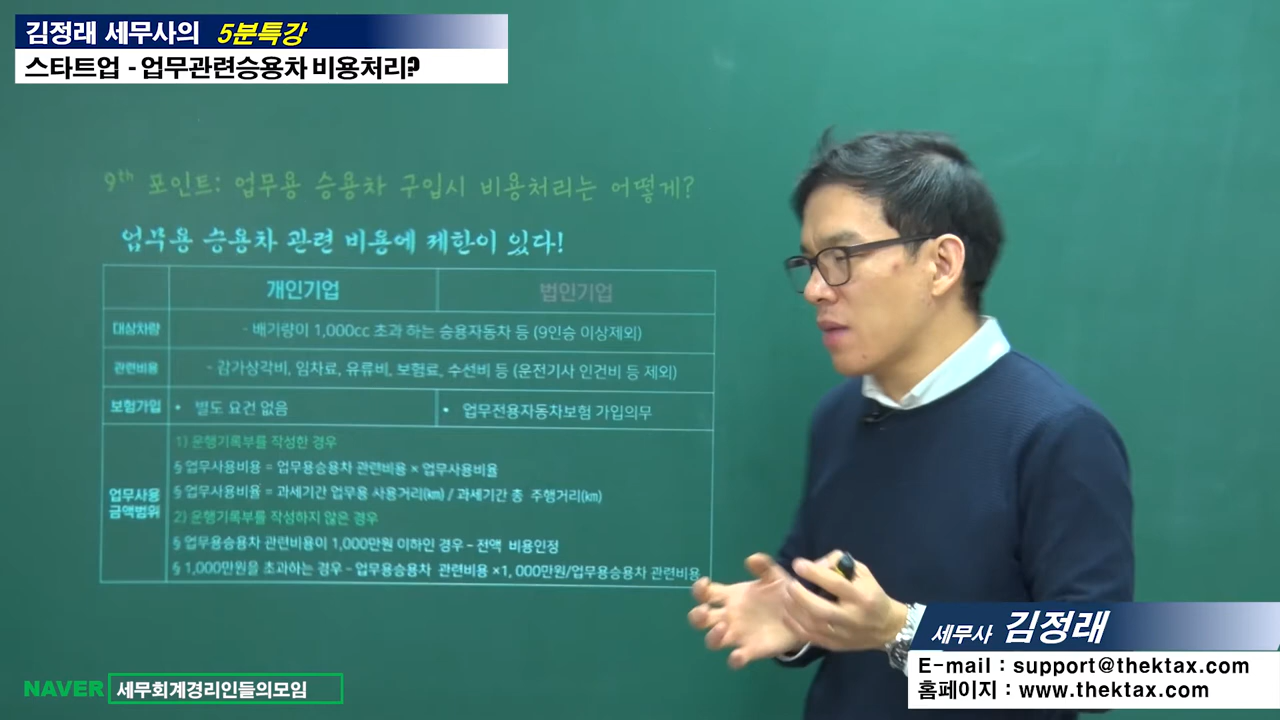 김정래 세무사의 5분특강
스타트업 - 업무관련승용차 비용처리?
9th 포인트: 업무용 승용차 구입시 비용처리는 어떻게?
업무용 승용차 관련 비용에 제한이 있다!
개인기업 법인기업
대상차량 - 배기량이 1,000cc 초과 하는 승용자동차 등 (9인승 이상제외)
관련비용 - 감가상각비, 임차료, 유류비, 보험료, 수선비 등 (운전기사 인건비 등 제외)
보험가입 • 별도 요건 없음 • 업무전용자동차보험 가입의무
1) 운행기록부를 작성한 경우
§ 업무사용비용 = 업무용승용차 관련비용 × 업무사용비율
업무사용
금액범위
§ 업무사용비율 = 과세기간 업무용 사용거리(㎞) / 과세기간 총 주행거리(㎞)
2) 운행기록부를 작성하지 않은 경우
§ 업무용승용차 관련비용이 1,000만원 이하인 경우 – 전액 비용인정
§ 1,000만원을 초과하는 경우 – 업무용승용차 관련비용 ×1, 000만원/업무용승용차 관련비용
세무사 김정래
E-mail : support@thektax.com
홈페이지 : www.thektax.com
NAVER 세무회계경리인들의모임